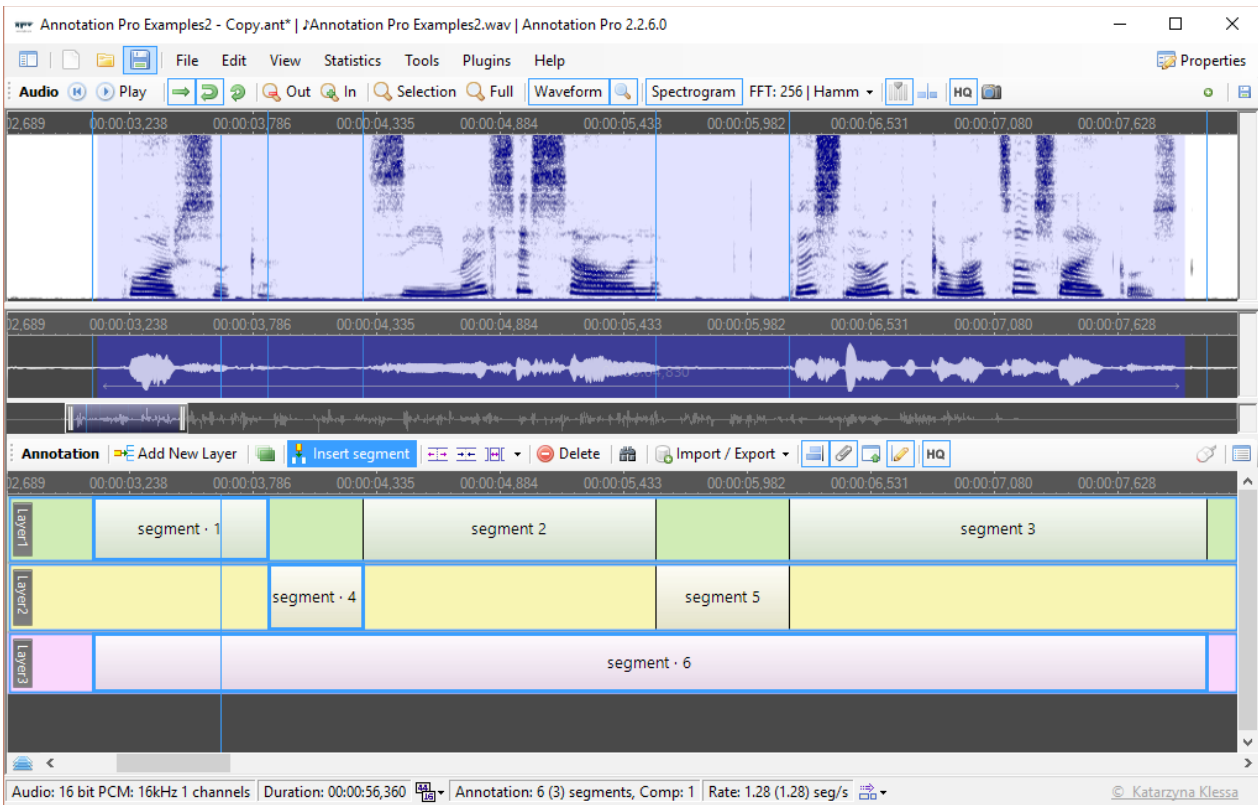 Annotation Pro Examples2 - Copy.ant* | ♪Annotation Pro Examples2.wav | Annotation Pro 2.2.6.0
File Edit View Statistics Tools Plugins Help Properties
Audio Play Out In Selection Full Waveform Spectrogram FFT: 256 | Hamm HQ
02,689 00:00:03,238 00:00:03,786 00:00:04,335 00:00:04,884 00:00:05,433 00:00:05,982 00:00:06,531 00:00:07,080 00:00:07,628
02,689 00:00:03,238 00:00:03,786 00:00:04,335 00:00:04,884 00:00:05,433 00:00:05,982 00:00:06,531 00:00:07,080 00:00:07,628
Annotation Add New Layer Insert segment Delete Import / Export HQ
02,689 00:00:03,238 00:00:03,786 00:00:04,335 00:00:04,884 00:00:05,433 00:00:05,982 00:00:06,531 00:00:07,080 00:00:07,628
Layer1 segment · 1 segment 2 segment 3
Layer2 segment · 4 segment 5
Layer3 segment · 6
Audio: 16 bit PCM: 16kHz 1 channels Duration: 00:00:56,360 44 16 Annotation: 6 (3) segments, Comp: 1 Rate: 1.28 (1.28) seg/s © Katarzyna Klessa